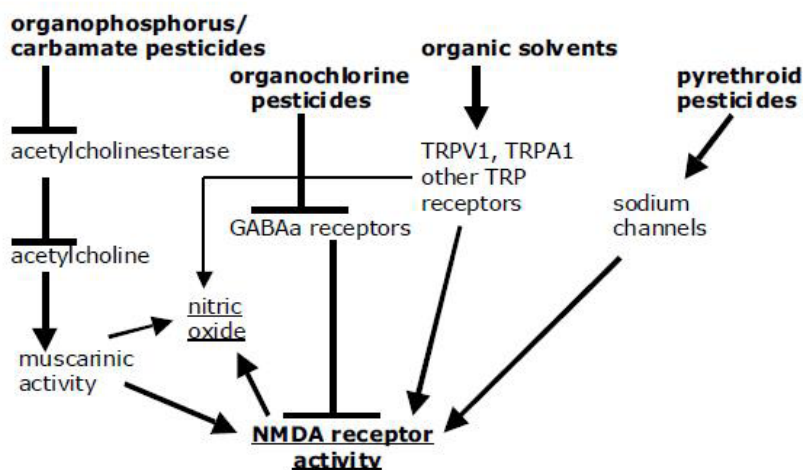 organophosphorus/
carbamate pesticides
organochlorine
pesticides
organic solvents
pyrethroid
pesticides
acetylcholinesterase
TRPV1, TRPA1
other TRP
receptors
sodium
channels
GABAa receptors
acetylcholine
nitric
oxide
muscarinic
activity
NMDA receptor
activity